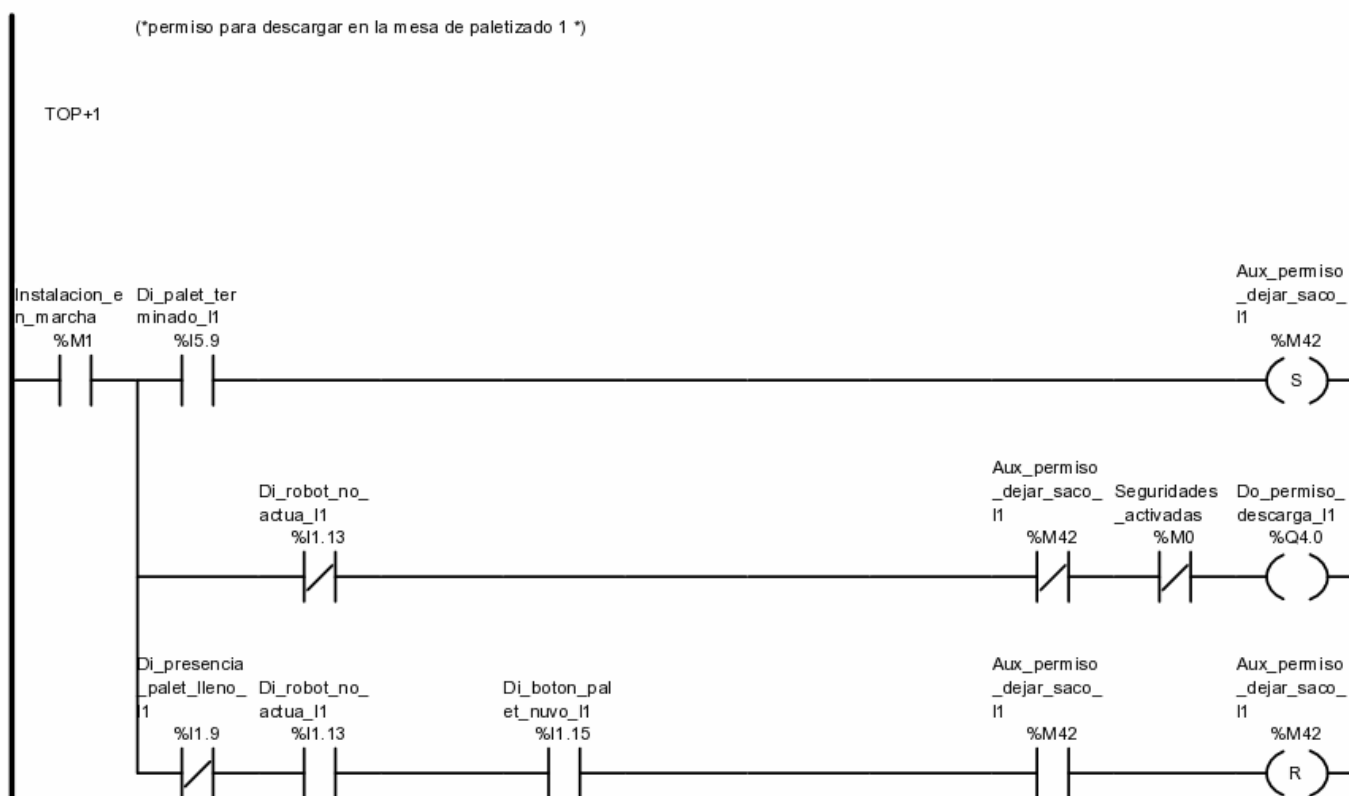 (*permiso para descargar en la mesa de paletizado 1 *)
TOP+1
Aux_permiso
_dejar_saco_
l1
Instalacion_e
n_marcha
Di_palet_ter
minado_l1
%M1
%I5.9
%M42
S
Aux_permiso
_dejar_saco_
l1
Di_robot_no_
actua_l1
Seguridades
_activadas
Do_permiso_
descarga_l1
%I1.13
%M42
%M0
%Q4.0
Di_presencia
_palet_lleno_
l1
Di_robot_no_
actua_l1
Di_boton_pal
et_nuvo_l1
Aux_permiso
_dejar_saco_
l1
Aux_permiso
_dejar_saco_
l1
%I1.9
%I1.13
%I1.15
%M42
%M42
R